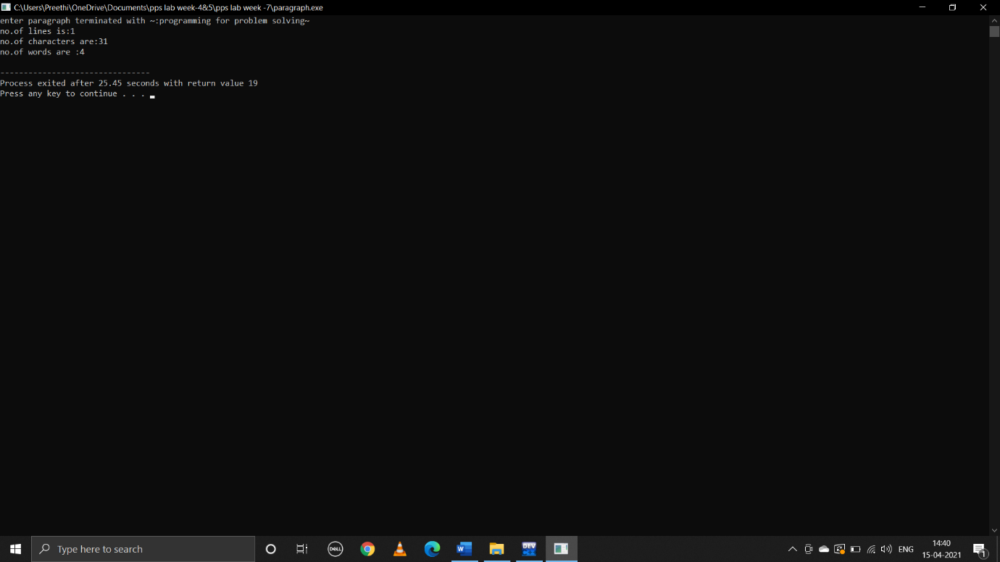 C:\Users\Preethi\OneDrive\Documents\pps lab week-4&5\pps lab week -7\paragraph.exe
enter paragraph terminated with ~:programming for problem solving~
no.of lines is:1
no.of characters are:31
no.of words are :4
--------------------------------
Process exited after 25.45 seconds with return value 19
Press any key to continue . . .
Type here to search
DELL
W
DEV
C++
ENG
14:40
15-04-2021
1